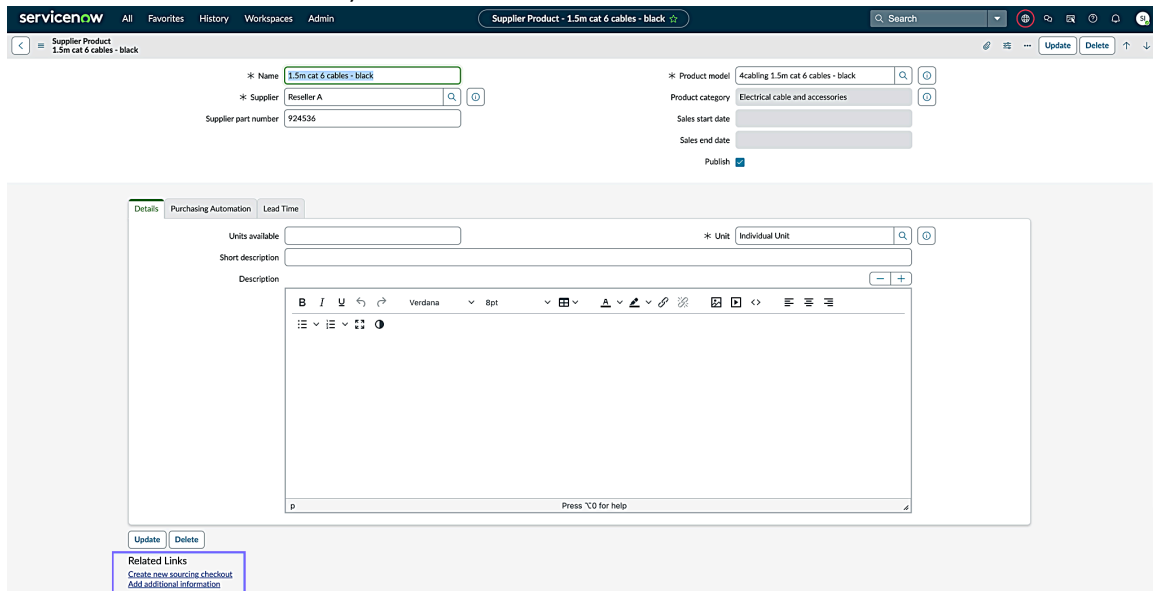 servicenow All Favorites History Workspaces Admin Supplier Product - 1.5m cat 6 cables - black Search SI
Supplier Product
1.5m cat 6 cables - black Update Delete
Name 1.5m cat 6 cables - black Product model 4cabling 1.5m cat 6 cables - black
Supplier Reseller A Product category Electrical cable and accessories
Supplier part number 924536 Sales start date
Sales end date
Publish
Details Purchasing Automation Lead Time
Units available Unit Individual Unit
Short description
Description
B I U Verdana 8pt A
p Press ⌥0 for help
Update Delete
Related Links
Create new sourcing checkout
Add additional information